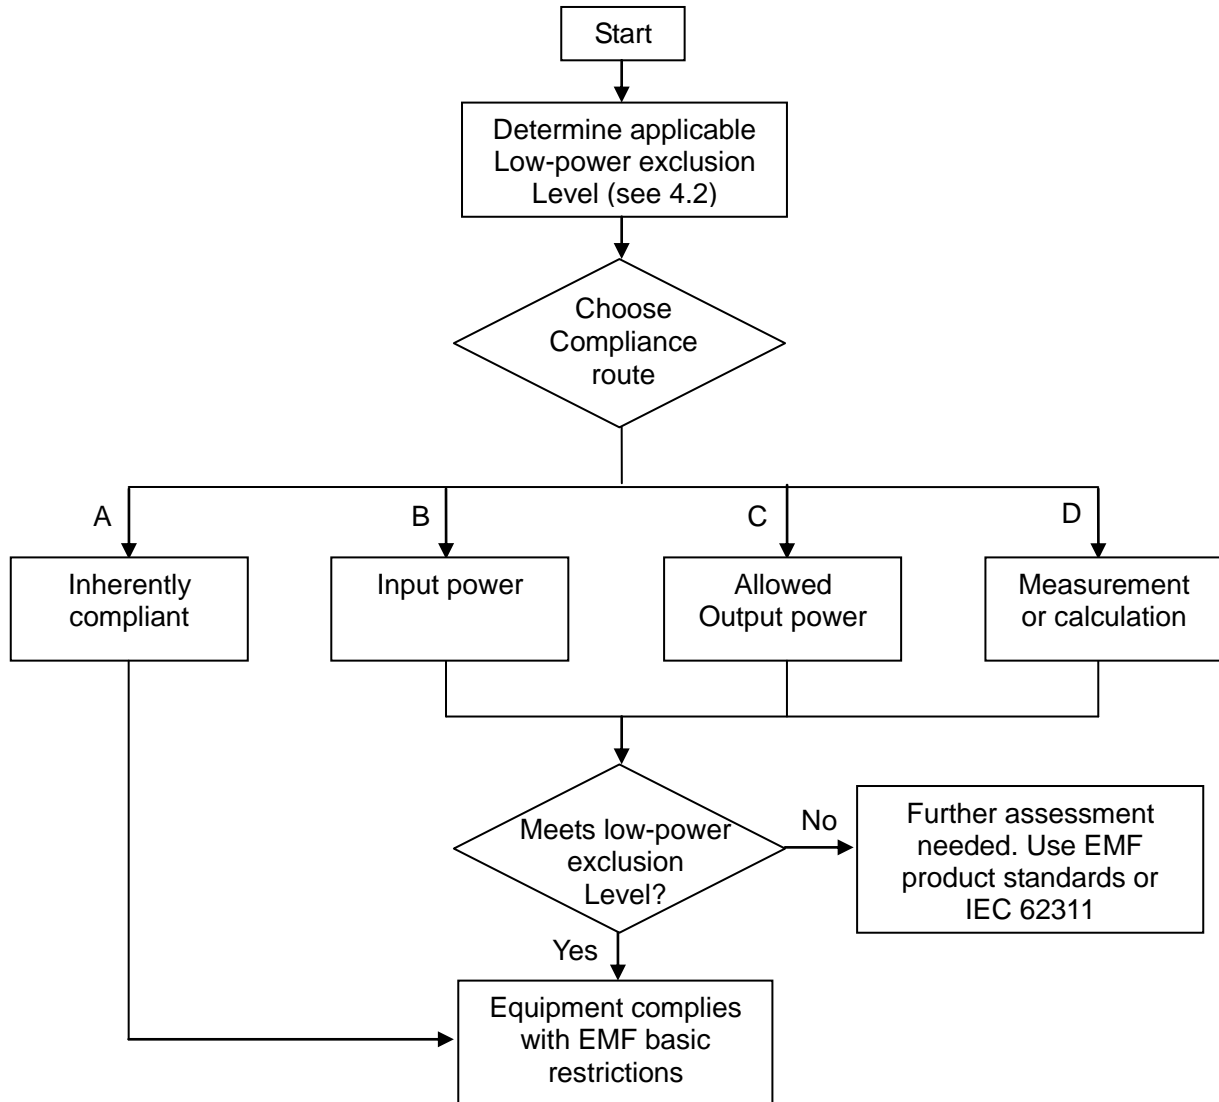 Start
Determine applicable
Low-power exclusion
Level (see 4.2)
Choose
Compliance
route
A
B
C
D
Inherently
compliant
Input power
Allowed
Output power
Measurement
or calculation
Meets low-power
exclusion
Level?
No
Further assessment
needed. Use EMF
product standards or
IEC 62311
Yes
Equipment complies
with EMF basic
restrictions